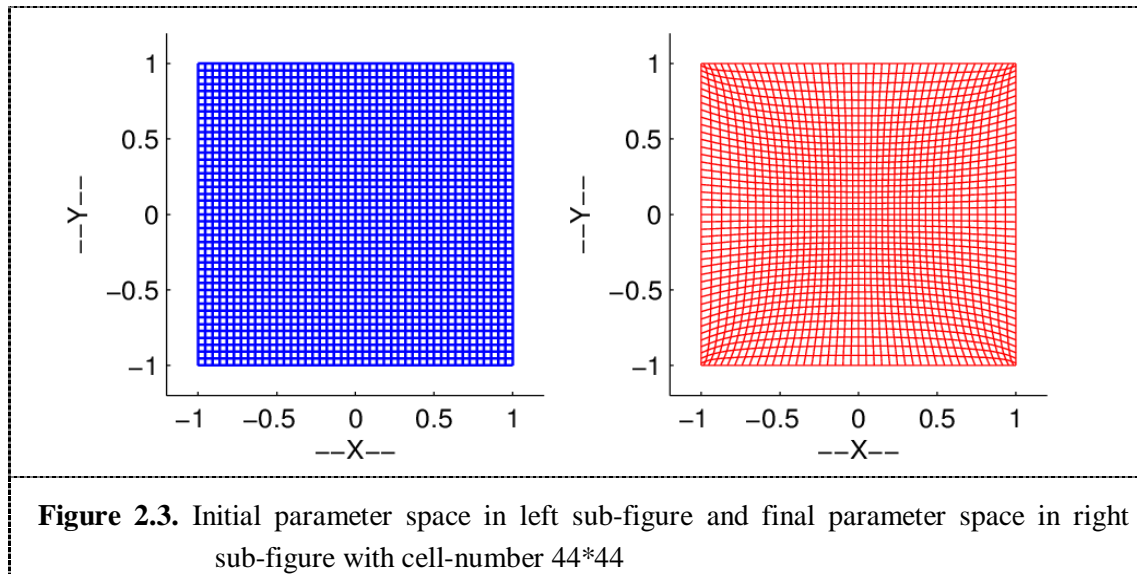 1
0.5
0
−0.5
−1
−−Y−−
−1 −0.5 0 0.5 1
−−X−−
1
0.5
0
−0.5
−1
−−Y−−
−1 −0.5 0 0.5 1
−−X−−
Figure 2.3. Initial parameter space in left sub-figure and final parameter space in right
sub-figure with cell-number 44*44